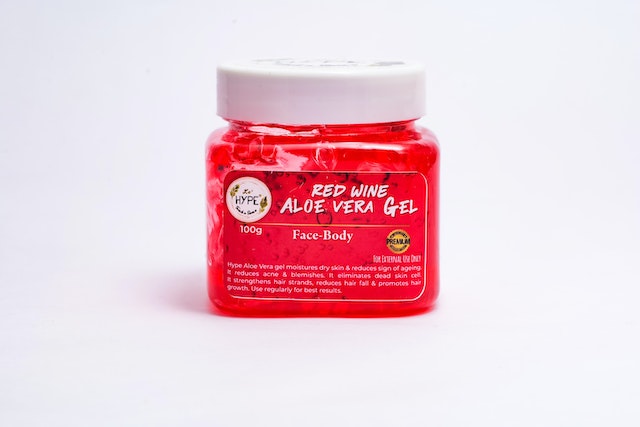 HYPE
HYPE
RED WINE
ALOE VERA GEL
100g
Face-Body
PREMIUM
FOR EXTERNAL USE ONLY
Hype Aloe Vera gel moistures dry skin & reduces sign of ageing.
It reduces acne & blemishes. It eliminates dead skin cell.
It strengthens hair strands, reduces hair fall & promotes hair
growth. Use regularly for best results.